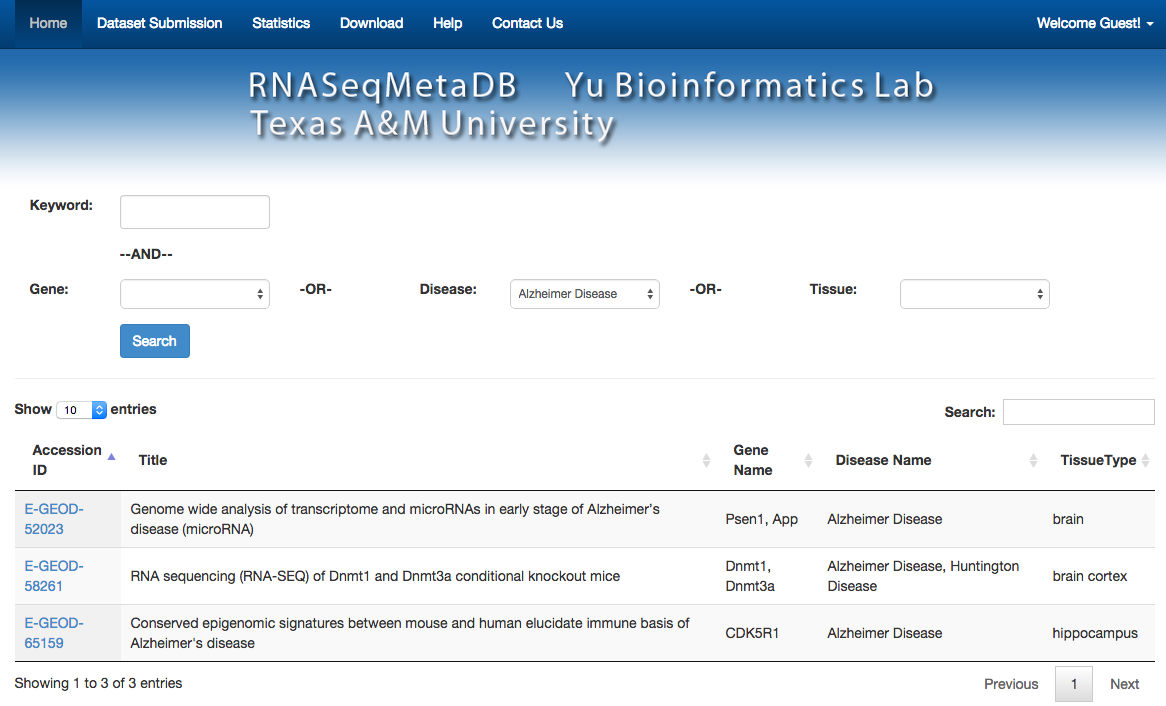 Home Dataset Submission Statistics Download Help Contact Us Welcome Guest!
RNASeqMetaDB Yu Bioinformatics Lab
Texas A&M University
Keyword:
--AND--
Gene: -OR- Disease: Alzheimer Disease -OR- Tissue:
Search
Show 10 entries Search:
Accession ID Title Gene Name Disease Name TissueType
E-GEOD-52023 Genome wide analysis of transcriptome and microRNAs in early stage of Alzheimer's disease (microRNA) Psen1, App Alzheimer Disease brain
E-GEOD-58261 RNA sequencing (RNA-SEQ) of Dnmt1 and Dnmt3a conditional knockout mice Dnmt1, Dnmt3a Alzheimer Disease, Huntington Disease brain cortex
E-GEOD-65159 Conserved epigenomic signatures between mouse and human elucidate immune basis of Alzheimer's disease CDK5R1 Alzheimer Disease hippocampus
Showing 1 to 3 of 3 entries Previous 1 Next